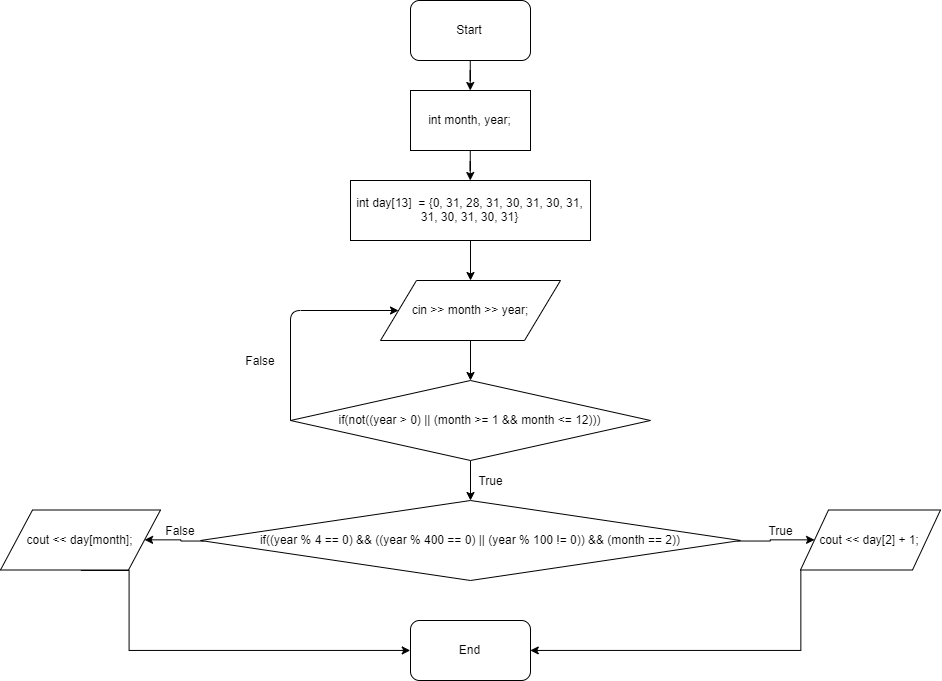 Start
int month, year;
int day[13]  = {0, 31, 28, 31, 30, 31, 30, 31,
31, 30, 31, 30, 31}
cin >> month >> year;
False
if(not((year > 0) || (month >= 1 && month <= 12)))
True
cout << day[month];
False
if((year % 4 == 0) && ((year % 400 == 0) || (year % 100 != 0)) && (month == 2))
True
cout << day[2] + 1;
End